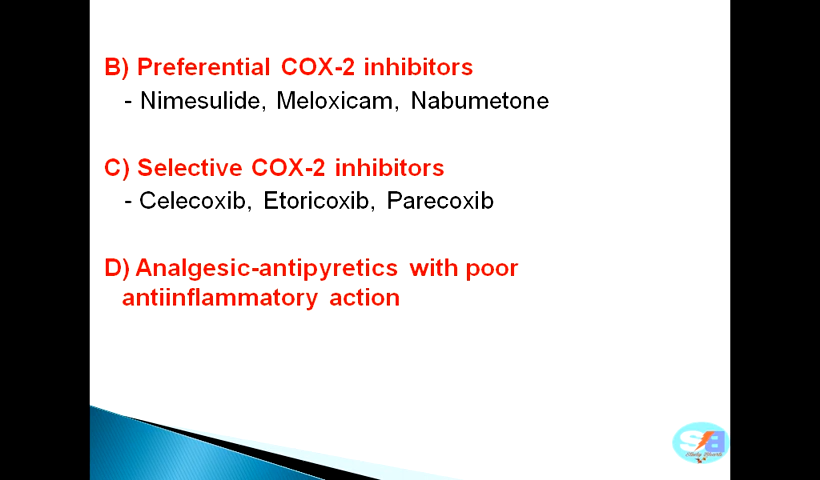 B) Preferential COX-2 inhibitors
- Nimesulide, Meloxicam, Nabumetone
C) Selective COX-2 inhibitors
- Celecoxib, Etoricoxib, Parecoxib
D) Analgesic-antipyretics with poor
antiinflammatory action